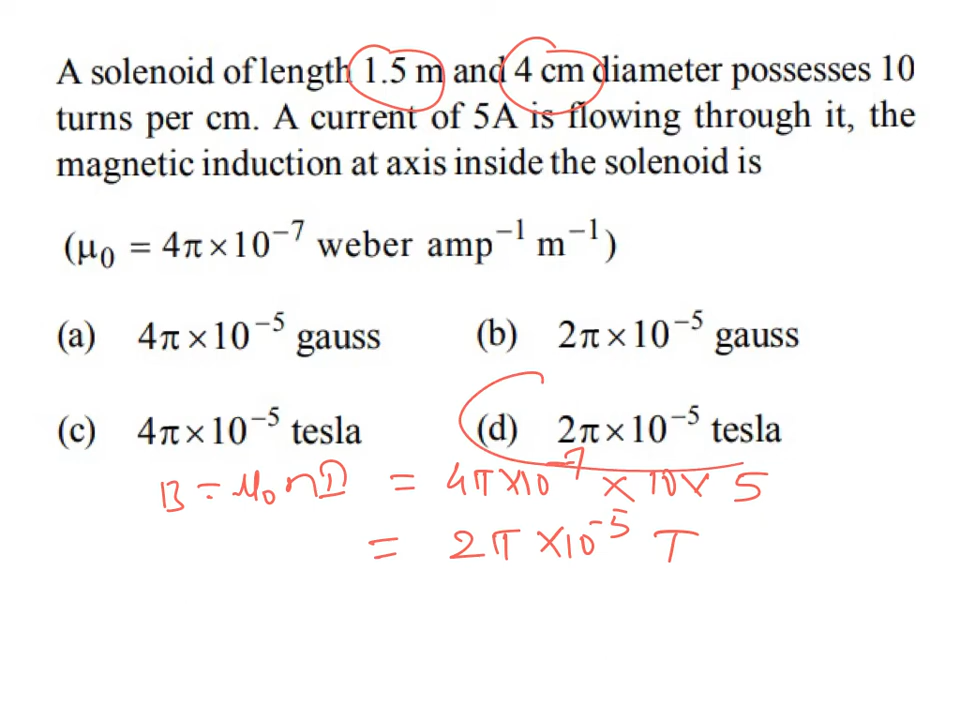 A solenoid of length 1.5 m and 4 cm diameter possesses 10
turns per cm. A current of 5A is flowing through it, the
magnetic induction at axis inside the solenoid is
(μ₀ = 4π×10⁻⁷ weber amp⁻¹ m⁻¹)
(a) 4π×10⁻⁵ gauss (b) 2π×10⁻⁵ gauss
(c) 4π×10⁻⁵ tesla (d) 2π×10⁻⁵ tesla
B = μ₀nI = 4π×10⁻⁷ × 10× 5
= 2π×10⁻⁵ T